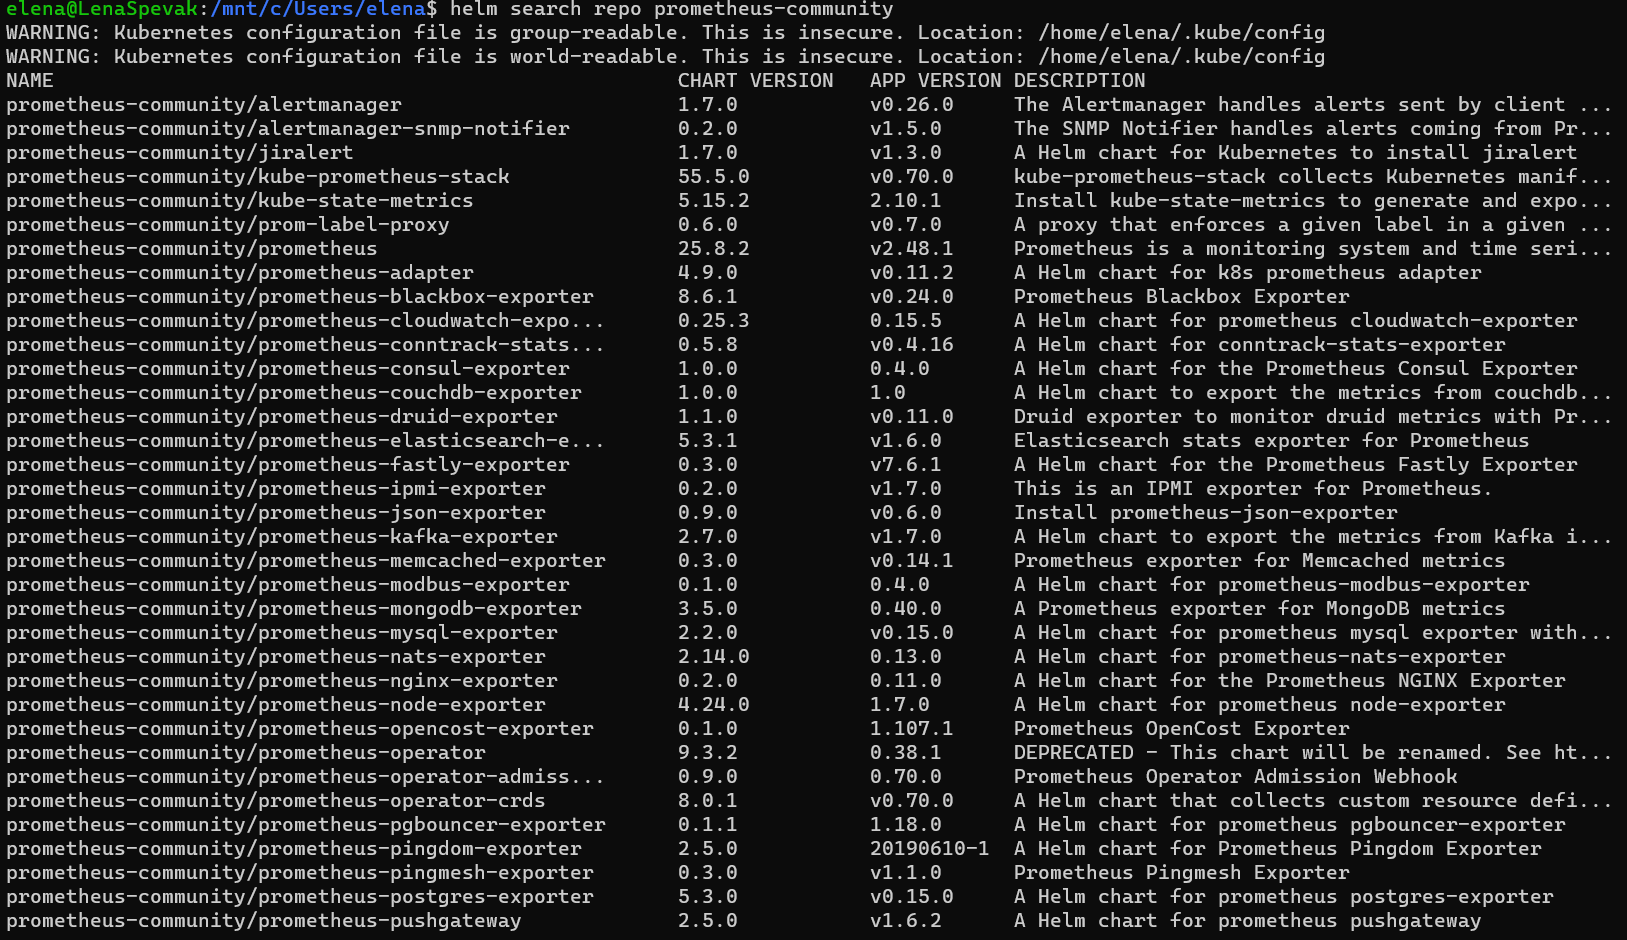 elena@LenaSpevak:/mnt/c/Users/elena$ helm search repo prometheus-community
WARNING: Kubernetes configuration file is group-readable. This is insecure. Location: /home/elena/.kube/config
WARNING: Kubernetes configuration file is world-readable. This is insecure. Location: /home/elena/.kube/config
NAME CHART VERSION APP VERSION DESCRIPTION
prometheus-community/alertmanager 1.7.0 v0.26.0 The Alertmanager handles alerts sent by client ...
prometheus-community/alertmanager-snmp-notifier 0.2.0 v1.5.0 The SNMP Notifier handles alerts coming from Pr...
prometheus-community/jiralert 1.7.0 v1.3.0 A Helm chart for Kubernetes to install jiralert
prometheus-community/kube-prometheus-stack 55.5.0 v0.70.0 kube-prometheus-stack collects Kubernetes manif...
prometheus-community/kube-state-metrics 5.15.2 2.10.1 Install kube-state-metrics to generate and expo...
prometheus-community/prom-label-proxy 0.6.0 v0.7.0 A proxy that enforces a given label in a given ...
prometheus-community/prometheus 25.8.2 v2.48.1 Prometheus is a monitoring system and time seri...
prometheus-community/prometheus-adapter 4.9.0 v0.11.2 A Helm chart for k8s prometheus adapter
prometheus-community/prometheus-blackbox-exporter 8.6.1 v0.24.0 Prometheus Blackbox Exporter
prometheus-community/prometheus-cloudwatch-expo... 0.25.3 0.15.5 A Helm chart for prometheus cloudwatch-exporter
prometheus-community/prometheus-conntrack-stats... 0.5.8 v0.4.16 A Helm chart for conntrack-stats-exporter
prometheus-community/prometheus-consul-exporter 1.0.0 0.4.0 A Helm chart for the Prometheus Consul Exporter
prometheus-community/prometheus-couchdb-exporter 1.0.0 1.0 A Helm chart to export the metrics from couchdb...
prometheus-community/prometheus-druid-exporter 1.1.0 v0.11.0 Druid exporter to monitor druid metrics with Pr...
prometheus-community/prometheus-elasticsearch-e... 5.3.1 v1.6.0 Elasticsearch stats exporter for Prometheus
prometheus-community/prometheus-fastly-exporter 0.3.0 v7.6.1 A Helm chart for the Prometheus Fastly Exporter
prometheus-community/prometheus-ipmi-exporter 0.2.0 v1.7.0 This is an IPMI exporter for Prometheus.
prometheus-community/prometheus-json-exporter 0.9.0 v0.6.0 Install prometheus-json-exporter
prometheus-community/prometheus-kafka-exporter 2.7.0 v1.7.0 A Helm chart to export the metrics from Kafka i...
prometheus-community/prometheus-memcached-exporter 0.3.0 v0.14.1 Prometheus exporter for Memcached metrics
prometheus-community/prometheus-modbus-exporter 0.1.0 0.4.0 A Helm chart for prometheus-modbus-exporter
prometheus-community/prometheus-mongodb-exporter 3.5.0 0.40.0 A Prometheus exporter for MongoDB metrics
prometheus-community/prometheus-mysql-exporter 2.2.0 v0.15.0 A Helm chart for prometheus mysql exporter with...
prometheus-community/prometheus-nats-exporter 2.14.0 0.13.0 A Helm chart for prometheus-nats-exporter
prometheus-community/prometheus-nginx-exporter 0.2.0 0.11.0 A Helm chart for the Prometheus NGINX Exporter
prometheus-community/prometheus-node-exporter 4.24.0 1.7.0 A Helm chart for prometheus node-exporter
prometheus-community/prometheus-opencost-exporter 0.1.0 1.107.1 Prometheus OpenCost Exporter
prometheus-community/prometheus-operator 9.3.2 0.38.1 DEPRECATED - This chart will be renamed. See ht...
prometheus-community/prometheus-operator-admiss... 0.9.0 0.70.0 Prometheus Operator Admission Webhook
prometheus-community/prometheus-operator-crds 8.0.1 v0.70.0 A Helm chart that collects custom resource defi...
prometheus-community/prometheus-pgbouncer-exporter 0.1.1 1.18.0 A Helm chart for prometheus pgbouncer-exporter
prometheus-community/prometheus-pingdom-exporter 2.5.0 20190610-1 A Helm chart for Prometheus Pingdom Exporter
prometheus-community/prometheus-pingmesh-exporter 0.3.0 v1.1.0 Prometheus Pingmesh Exporter
prometheus-community/prometheus-postgres-exporter 5.3.0 v0.15.0 A Helm chart for prometheus postgres-exporter
prometheus-community/prometheus-pushgateway 2.5.0 v1.6.2 A Helm chart for prometheus pushgateway